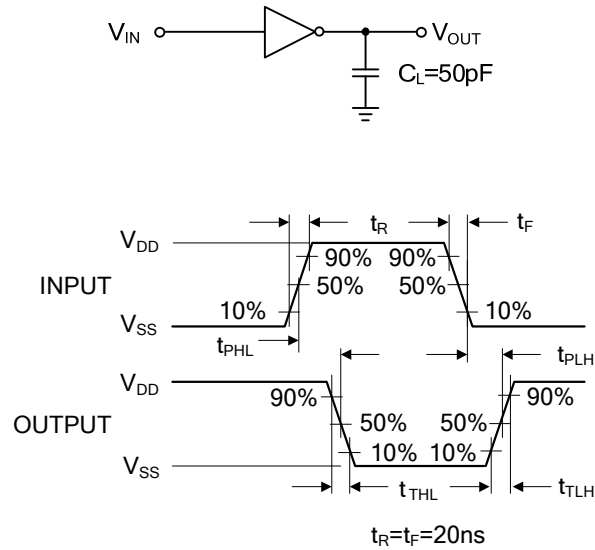 V_IN V_OUT
C_L=50pF
t_R t_F
V_DD
90% 90%
INPUT 50% 50%
10% 10%
V_SS
t_PHL t_PLH
V_DD
90% 90%
OUTPUT 50% 50%
10% 10%
V_SS
t_THL t_TLH
t_R=t_F=20ns